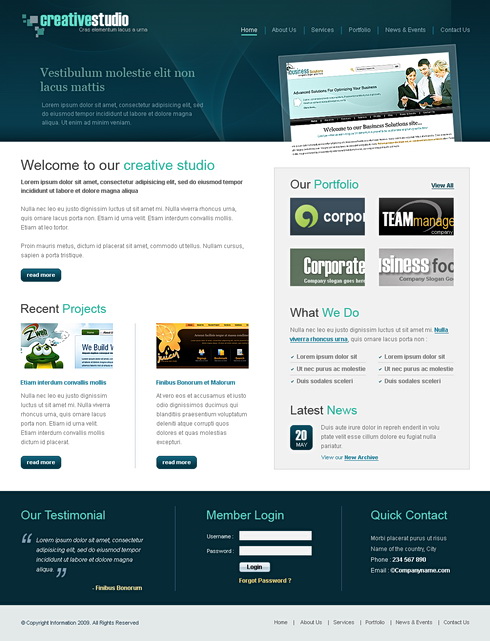 creativestudio
Cras elementum lacus a urna
Home | About Us | Services | Portfolio | News & Events | Contact Us
Vestibulum molestie elit non
lacus mattis
Lorem ipsum dolor sit amet, consectetur adipisicing elit, sed do
eiusmod tempor incididunt ut labore et dolore magna
aliqua. Ut enim ad minim veniam.
Business Solutions
Advanced Solutions For Optimizing Your Business
Welcome to our Business Solutions site...
Welcome to our creative studio
Lorem ipsum dolor sit amet, consectetur adipisicing elit, sed do eiusmod tempor
incididunt ut labore et dolore magna aliqua
Nulla nec leo eu justo dignissim luctus ut sit amet mi. Nulla viverra rhoncus urna,
quis ornare lacus porta non. Etiam id urna velit. Etiam interdum convallis mollis.
Etiam at leo tortor.
Proin mauris metus, dictum id placerat sit amet, commodo ut tellus. Nullam cursus,
sapien a porta tristique.
read more
Our Portfolio
View All
corpor
TEAMmanage
company
Corporate
Company slogan goes here
usiness foc
Company Slogan Go
What We Do
Nulla nec leo eu justo dignissim luctus ut sit amet mi. Nulla
viverra rhoncus urna, quis ornare lacus porta non:
Lorem ipsum dolor sit
Lorem ipsum dolor sit
Ut nec purus ac molestie
Ut nec purus ac molestie
Duis sodales sceleri
Duis sodales sceleri
Latest News
20
MAY
Duis aute irure dolor in repreh enderit in volu
plate velit esse cillum dolore eu fugiat nulla
pariatur.
View our New Archive
Recent Projects
We Build W
Etiam interdum convallis mollis
Nulla nec leo eu justo dignissim
luctus ut sit amet mi. Nulla
viverra rhoncus urna, quis
ornare lacus porta non. Etiam id
urna velit. Etiam interdum
convallis mollis dictum id
placerat.
read more
Finibus Bonorum et Malorum
At vero eos et accusamus et iusto
odio dignissimos ducimus qui
blanditiis praesentium voluptatum
deleniti atque corrupti quos
dolores et quas molestias
excepturi.
read more
Our Testimonial
“ Lorem ipsum dolor sit amet, consectetur
adipisicing elit, sed do eiusmod tempor
incididunt ut labore et dolore magna
aliqua. ”
- Finibus Bonorum
Member Login
Username :
Password :
Login
Forgot Password ?
Quick Contact
Morbi placerat purus ut risus
Name of the country, City
Phone : 234 567 890
Email : ©Companyname.com
© Copyright Information 2009. All Rights Reserved
Home | About Us | Services | Portfolio | News & Events | Contact Us